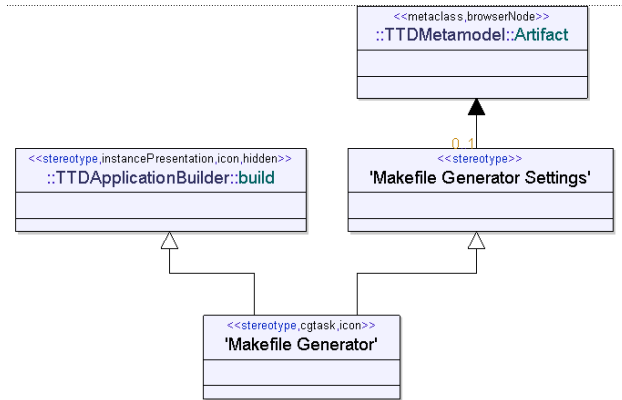 <<metaclass,browserNode>>
::TTDMetamodel::Artifact
0..1
<<stereotype,instancePresentation,icon,hidden>>
::TTDApplicationBuilder::build
<<stereotype>>
'Makefile Generator Settings'
<<stereotype,cgtask,icon>>
'Makefile Generator'